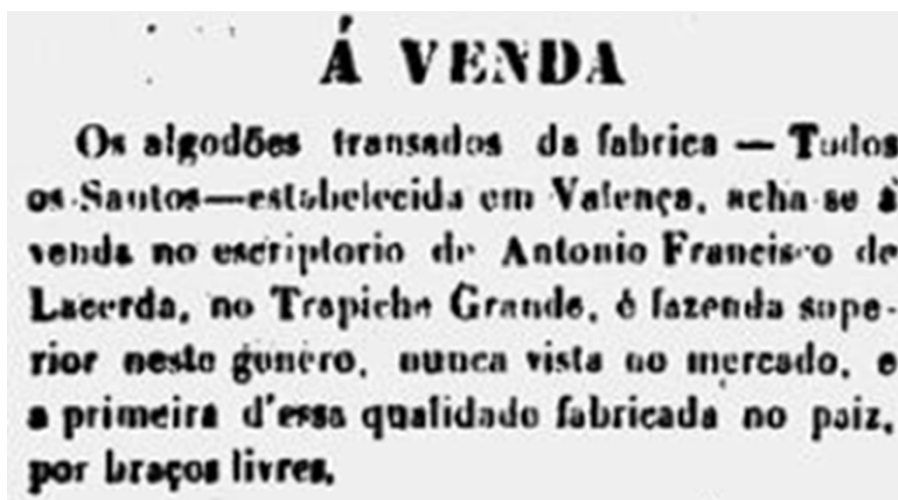 Á VENDA
Os algodões transados da fabrica — Todos
os Santos—estabelecida em Valença, acha-se á
venda no escriptorio de Antonio Francisco de
Lacerda, no Trapiche Grande, é fazenda supe-
rior neste genero, nunca vista no mercado, e
a primeira d'essa qualidade fabricada no paiz,
por braços livres.